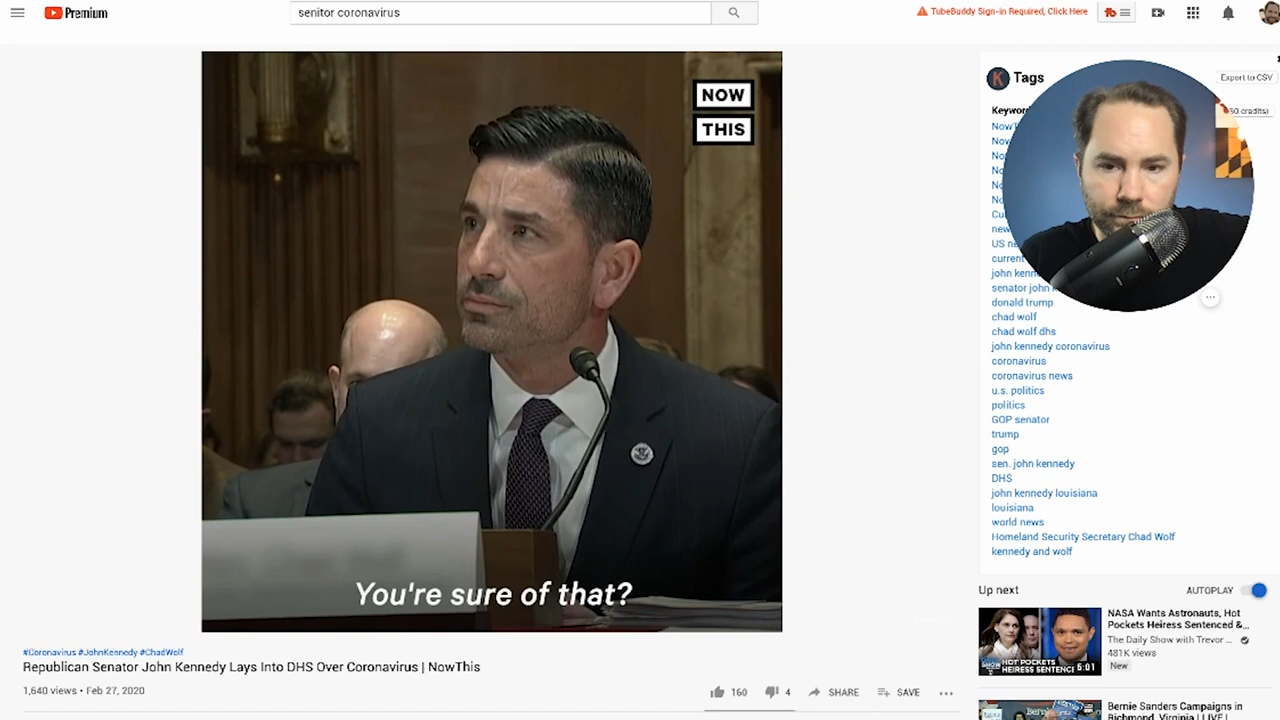 Premium
senitor coronavirus
TubeBuddy Sign-in Required, Click Here
NOW
THIS
You're sure of that?
#Coronavirus #JohnKennedy #ChadWolf
Republican Senator John Kennedy Lays Into DHS Over Coronavirus | NowThis
1,640 views • Feb 27, 2020
160
4
SHARE
SAVE
K Tags
Export to CSV
chad wolf
donald trump
chad wolf dhs
john kennedy coronavirus
coronavirus
coronavirus news
u.s. politics
politics
GOP senator
trump
gop
sen. john kennedy
DHS
john kennedy louisiana
louisiana
world news
Homeland Security Secretary Chad Wolf
kennedy and wolf
Up next
AUTOPLAY
HOT POCKETS
HEIRESS SENTENCE
5:01
NASA Wants Astronauts, Hot
Pockets Heiress Sentenced &...
The Daily Show with Trevor ...
481K views
New
Bernie Sanders Campaigns in
Richmond, Virginia | LIVE |